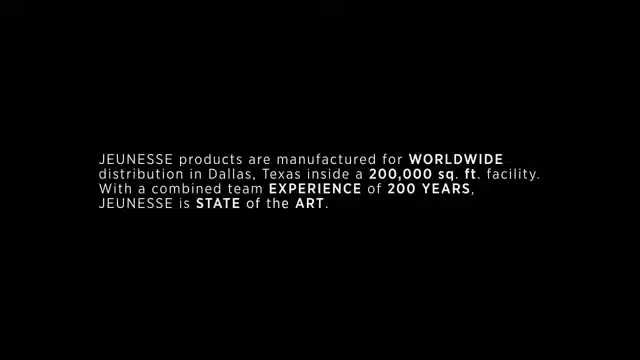 JEUNESSE products are manufactured for WORLDWIDE
distribution in Dallas, Texas inside a 200,000 sq. ft. facility.
With a combined team EXPERIENCE of 200 YEARS,
JEUNESSE is STATE of the ART.